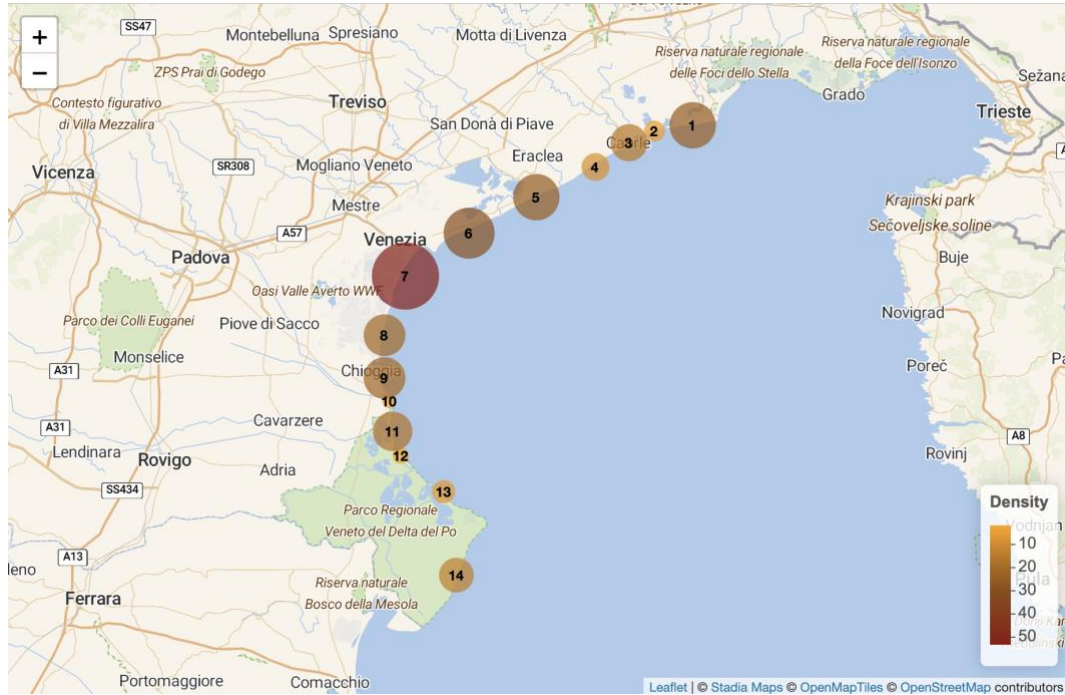 SS47
Montebelluna
Spresiano
Motta di Livenza
+
−
ZPS Prai di Godego
Riserva naturale regionale
delle Foci dello Stella
Riserva naturale regionale
della Foce dell'Isonzo
Sežana
Grado
Contesto figurativo
di Villa Mezzalira
Treviso
San Donà di Piave
Trieste
1
2
3
4
Vicenza
SR308
Mogliano Veneto
Eraclea
5
Krajinski park
Sečoveljske soline
Mestre
A57
Venezia
6
Padova
Buje
7
Oasi Valle Averto WWF
Parco dei Colli Euganei
Piove di Sacco
Novigrad
8
Monselice
Poreč
A31
Chioggia
9
10
Cavarzere
11
A31
A8
Lendinara
Rovigo
Adria
12
Rovinj
SS434
13
Parco Regionale
Veneto del Delta del Po
Density
10
20
30
40
50
Vodnjan
Pula
A13
14
Riserva naturale
Bosco della Mesola
Ferrara
Portomaggiore
Comacchio
Leaflet | © Stadia Maps © OpenMapTiles © OpenStreetMap contributors